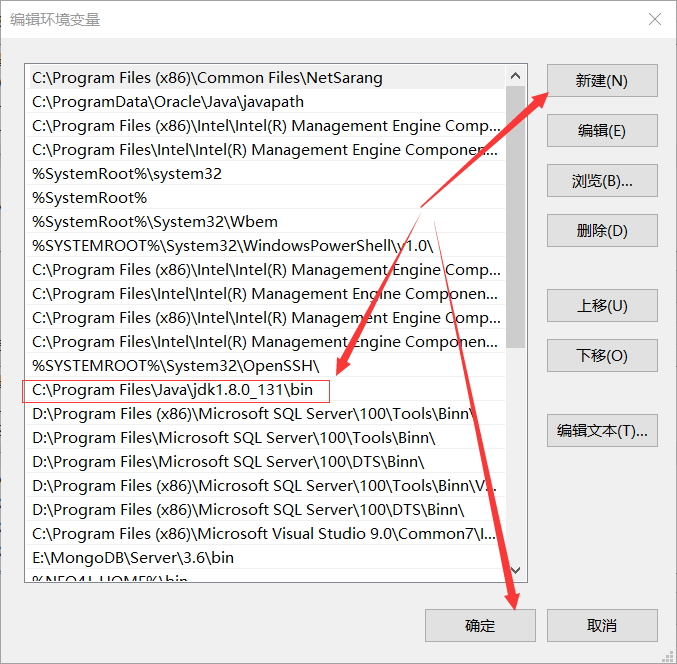 编辑环境变量
C:\Program Files (x86)\Common Files\NetSarang
C:\ProgramData\Oracle\Java\javapath
C:\Program Files (x86)\Intel\Intel(R) Management Engine Comp...
C:\Program Files\Intel\Intel(R) Management Engine Componen...
%SystemRoot%\system32
%SystemRoot%
%SystemRoot%\System32\Wbem
%SYSTEMROOT%\System32\WindowsPowerShell\v1.0\
C:\Program Files (x86)\Intel\Intel(R) Management Engine Comp...
C:\Program Files\Intel\Intel(R) Management Engine Componen...
C:\Program Files (x86)\Intel\Intel(R) Management Engine Comp...
C:\Program Files\Intel\Intel(R) Management Engine Componen...
%SYSTEMROOT%\System32\OpenSSH\
C:\Program Files\Java\jdk1.8.0_131\bin
D:\Program Files (x86)\Microsoft SQL Server\100\Tools\Binn\
D:\Program Files\Microsoft SQL Server\100\Tools\Binn\
D:\Program Files\Microsoft SQL Server\100\DTS\Binn\
D:\Program Files (x86)\Microsoft SQL Server\100\Tools\Binn\V...
D:\Program Files (x86)\Microsoft SQL Server\100\DTS\Binn\
C:\Program Files (x86)\Microsoft Visual Studio 9.0\Common7\I...
E:\MongoDB\Server\3.6\bin
%NEO4J_HOME%\bin
新建(N)
编辑(E)
浏览(B)...
删除(D)
上移(U)
下移(O)
编辑文本(T)...
确定
取消